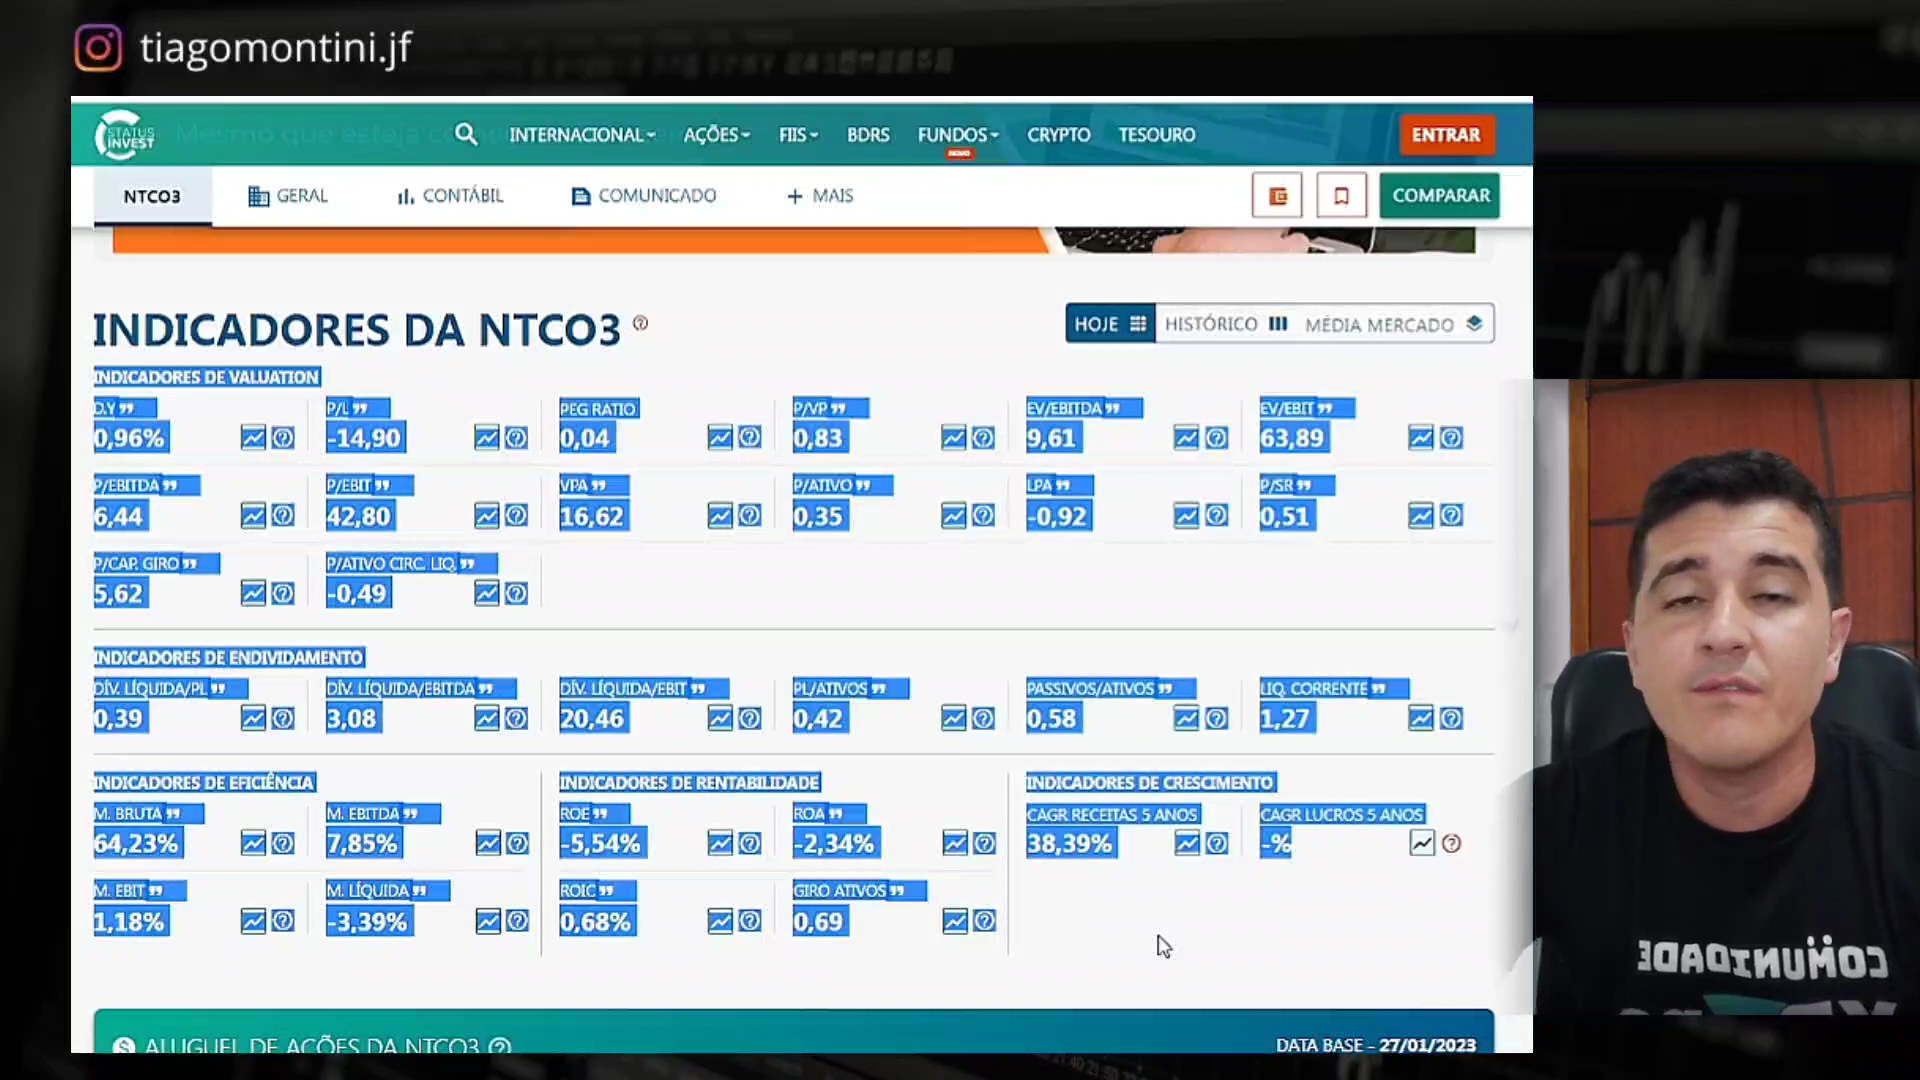 tiagomontini.jf
STATUS INVEST
INTERNACIONAL
AÇÕES
FIIS
BDRS
FUNDOS
NOVO
CRYPTO
TESOURO
ENTRAR
NTCO3
GERAL
CONTÁBIL
COMUNICADO
+ MAIS
COMPARAR
INDICADORES DA NTCO3
HOJE
HISTÓRICO
MÉDIA MERCADO
INDICADORES DE VALUATION
D.Y P/L PEG RATIO P/VP EV/EBITDA EV/EBIT
0,96% -14,90 0,04 0,83 9,61 63,89
P/EBITDA P/EBIT VPA P/ATIVO LPA P/SR
6,44 42,80 16,62 0,35 -0,92 0,51
P/CAP. GIRO P/ATIVO CIRC. LIQ.
5,62 -0,49
INDICADORES DE ENDIVIDAMENTO
DÍV. LÍQUIDA/PL DÍV. LÍQUIDA/EBITDA DÍV. LÍQUIDA/EBIT PL/ATIVOS PASSIVOS/ATIVOS LIQ. CORRENTE
0,39 3,08 20,46 0,42 0,58 1,27
INDICADORES DE EFICIÊNCIA INDICADORES DE RENTABILIDADE INDICADORES DE CRESCIMENTO
M. BRUTA M. EBITDA ROE ROA CAGR RECEITAS 5 ANOS CAGR LUCROS 5 ANOS
64,23% 7,85% -5,54% -2,34% 38,39% -%
M. EBIT M. LÍQUIDA ROIC GIRO ATIVOS
1,18% -3,39% 0,68% 0,69
ALUGUEL DE AÇÕES DA NTCO3
DATA BASE - 27/01/2023
COMUNIDADE